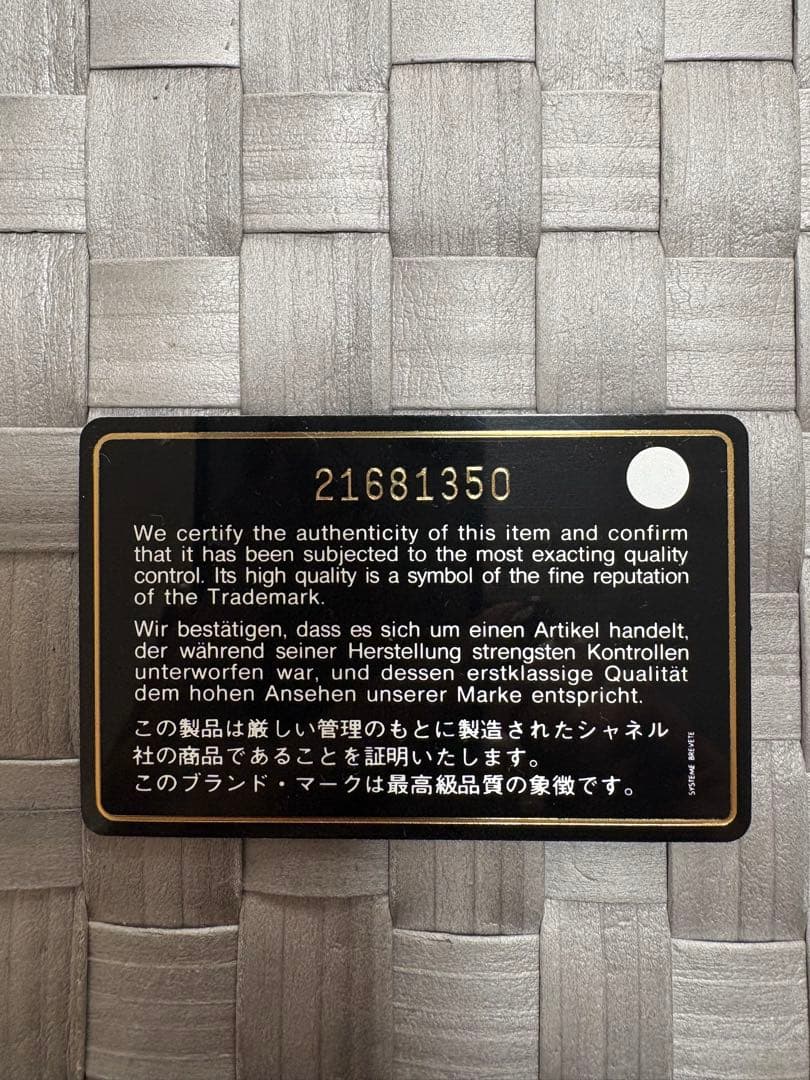 21681350
We certify the authenticity of this item and confirm
that it has been subjected to the most exacting quality
control. Its high quality is a symbol of the fine reputation
of the Trademark.
Wir bestätigen, dass es sich um einen Artikel handelt,
der während seiner Herstellung strengsten Kontrollen
unterworfen war, und dessen erstklassige Qualität
dem hohen Ansehen unserer Marke entspricht.
この製品は厳しい管理のもとに製造されたシャネル
社の商品であることを証明いたします。
このブランド・マークは最高級品質の象徴です。
SYSTEME BREVETE